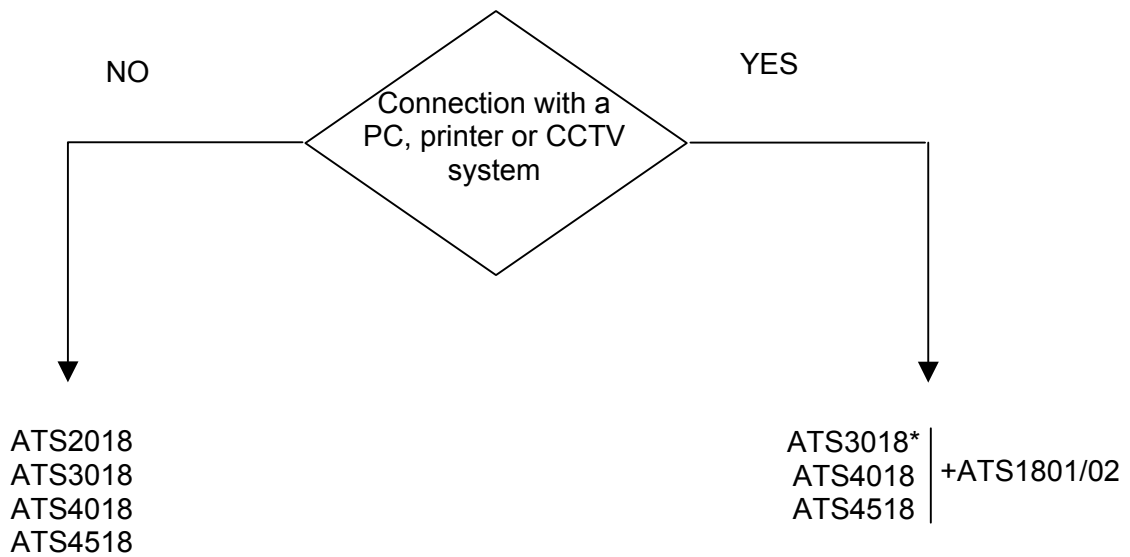 NO
YES
Connection with a
PC, printer or CCTV
system
ATS2018
ATS3018
ATS4018
ATS4518
ATS3018*
ATS4018
ATS4518
+ATS1801/02